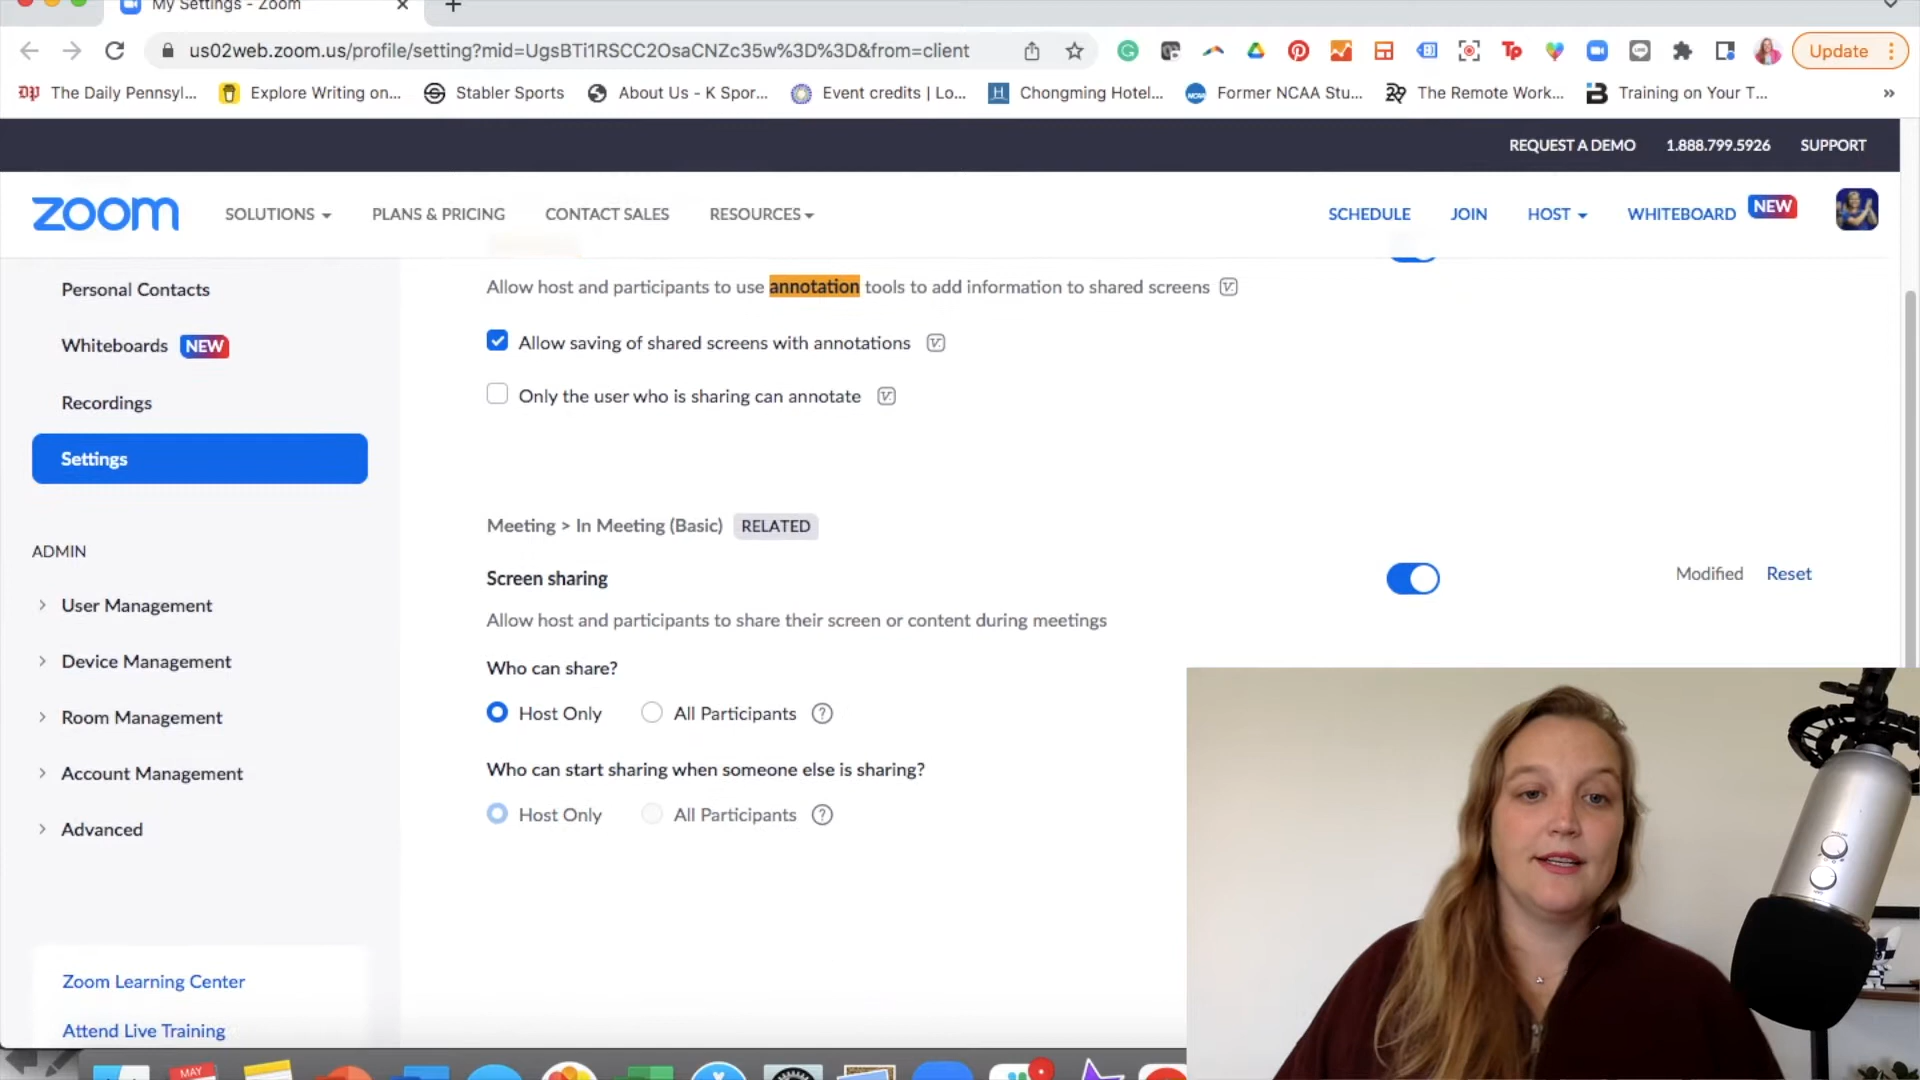 My Settings - Zoom
us02web.zoom.us/profile/setting?mid=UgsBTi1RSCC2OsaCNZc35w%3D%3D&from=client
Update
The Daily Pennsyl... Explore Writing on... Stabler Sports About Us - K Spor... Event credits | Lo... Chongming Hotel... Former NCAA Stu... The Remote Work... Training on Your T... »
REQUEST A DEMO 1.888.799.5926 SUPPORT
zoom SOLUTIONS PLANS & PRICING CONTACT SALES RESOURCES SCHEDULE JOIN HOST WHITEBOARD NEW
Personal Contacts
Whiteboards NEW
Recordings
Settings
ADMIN
User Management
Device Management
Room Management
Account Management
Advanced
Zoom Learning Center
Attend Live Training
Allow host and participants to use annotation tools to add information to shared screens
Allow saving of shared screens with annotations
Only the user who is sharing can annotate
Meeting > In Meeting (Basic) RELATED
Screen sharing
Modified Reset
Allow host and participants to share their screen or content during meetings
Who can share?
Host Only All Participants ?
Who can start sharing when someone else is sharing?
Host Only All Participants ?
MAY